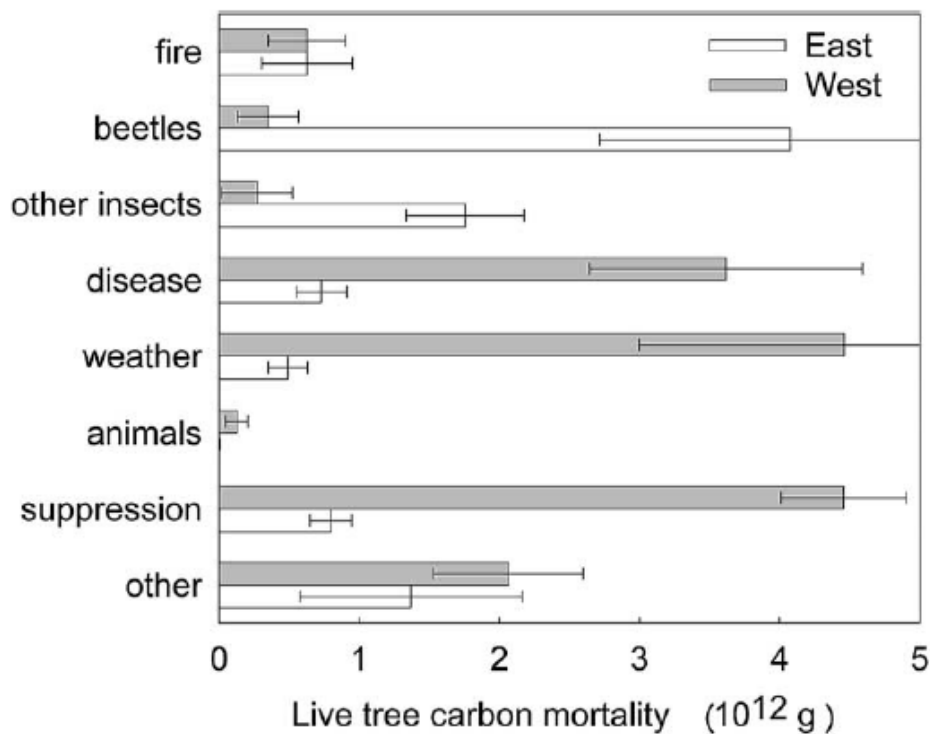 fire
East
West
beetles
other insects
disease
weather
animals
suppression
other
0 1 2 3 4 5
Live tree carbon mortality (10¹² g)